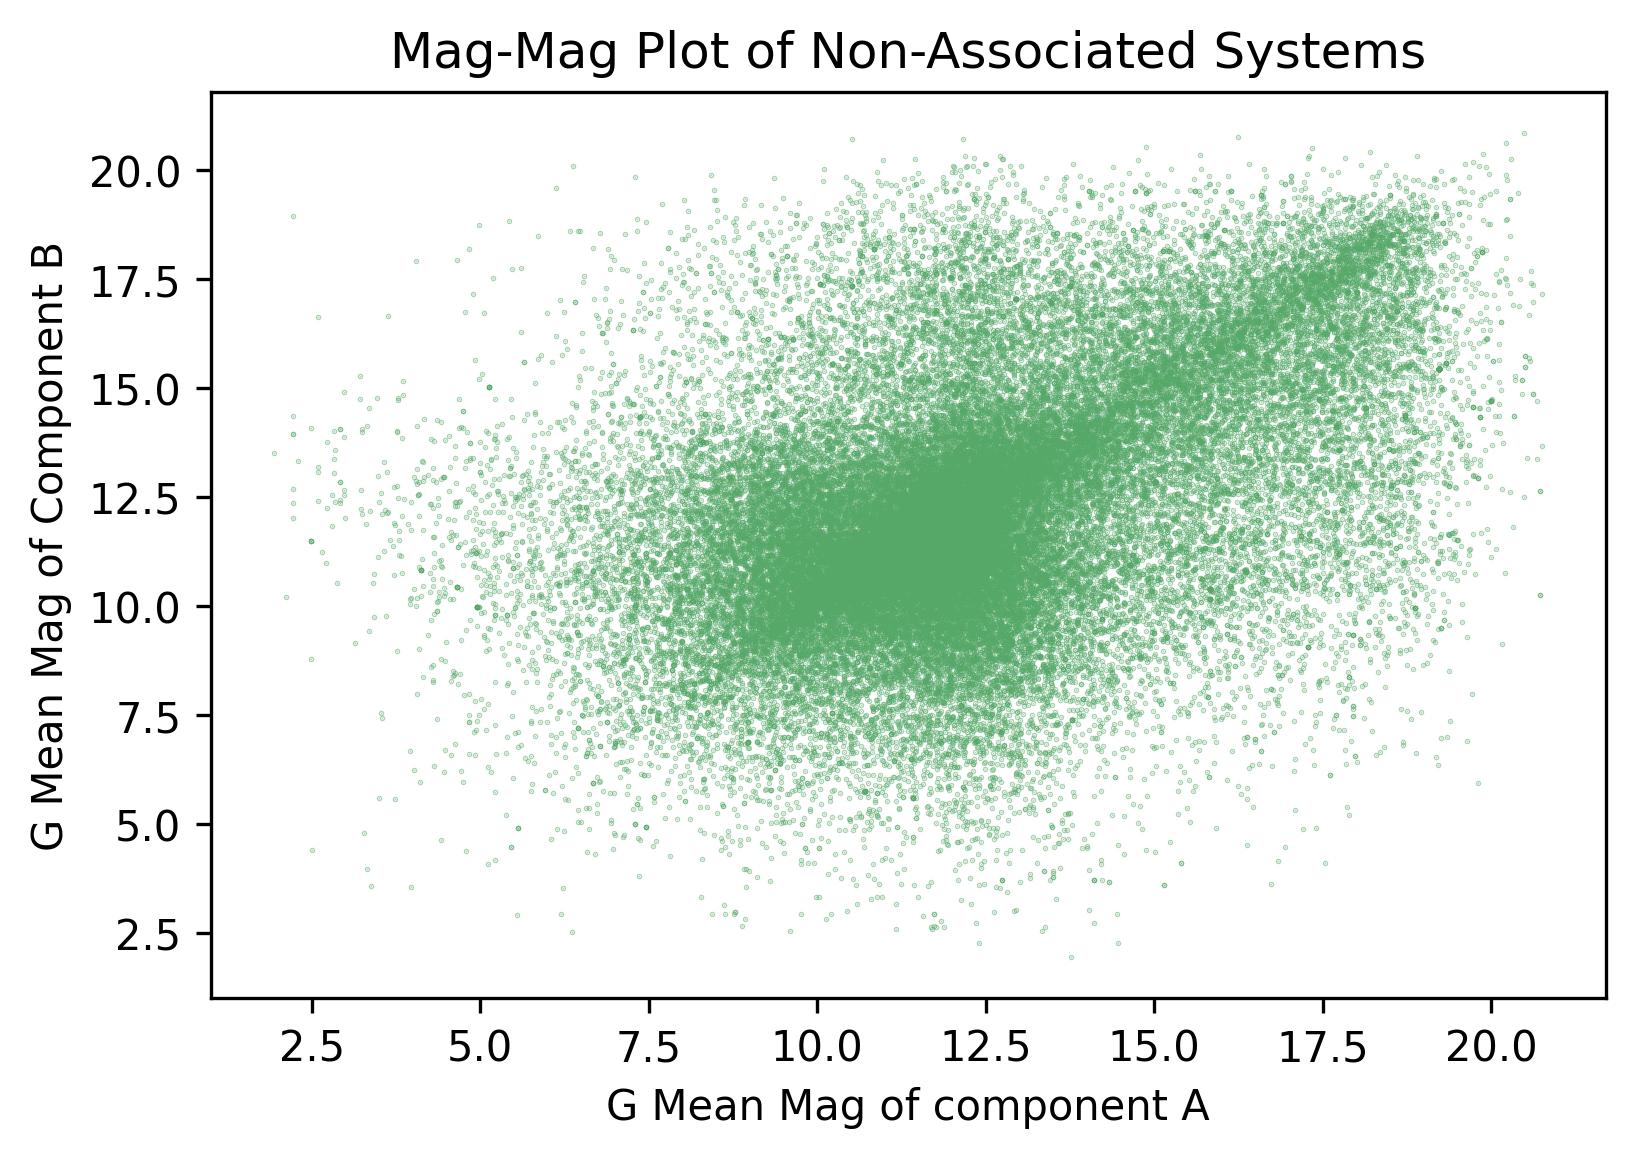 Mag-Mag Plot of Non-Associated Systems
G Mean Mag of Component B
20.0
17.5
15.0
12.5
10.0
7.5
5.0
2.5
2.5 5.0 7.5 10.0 12.5 15.0 17.5 20.0
G Mean Mag of component A